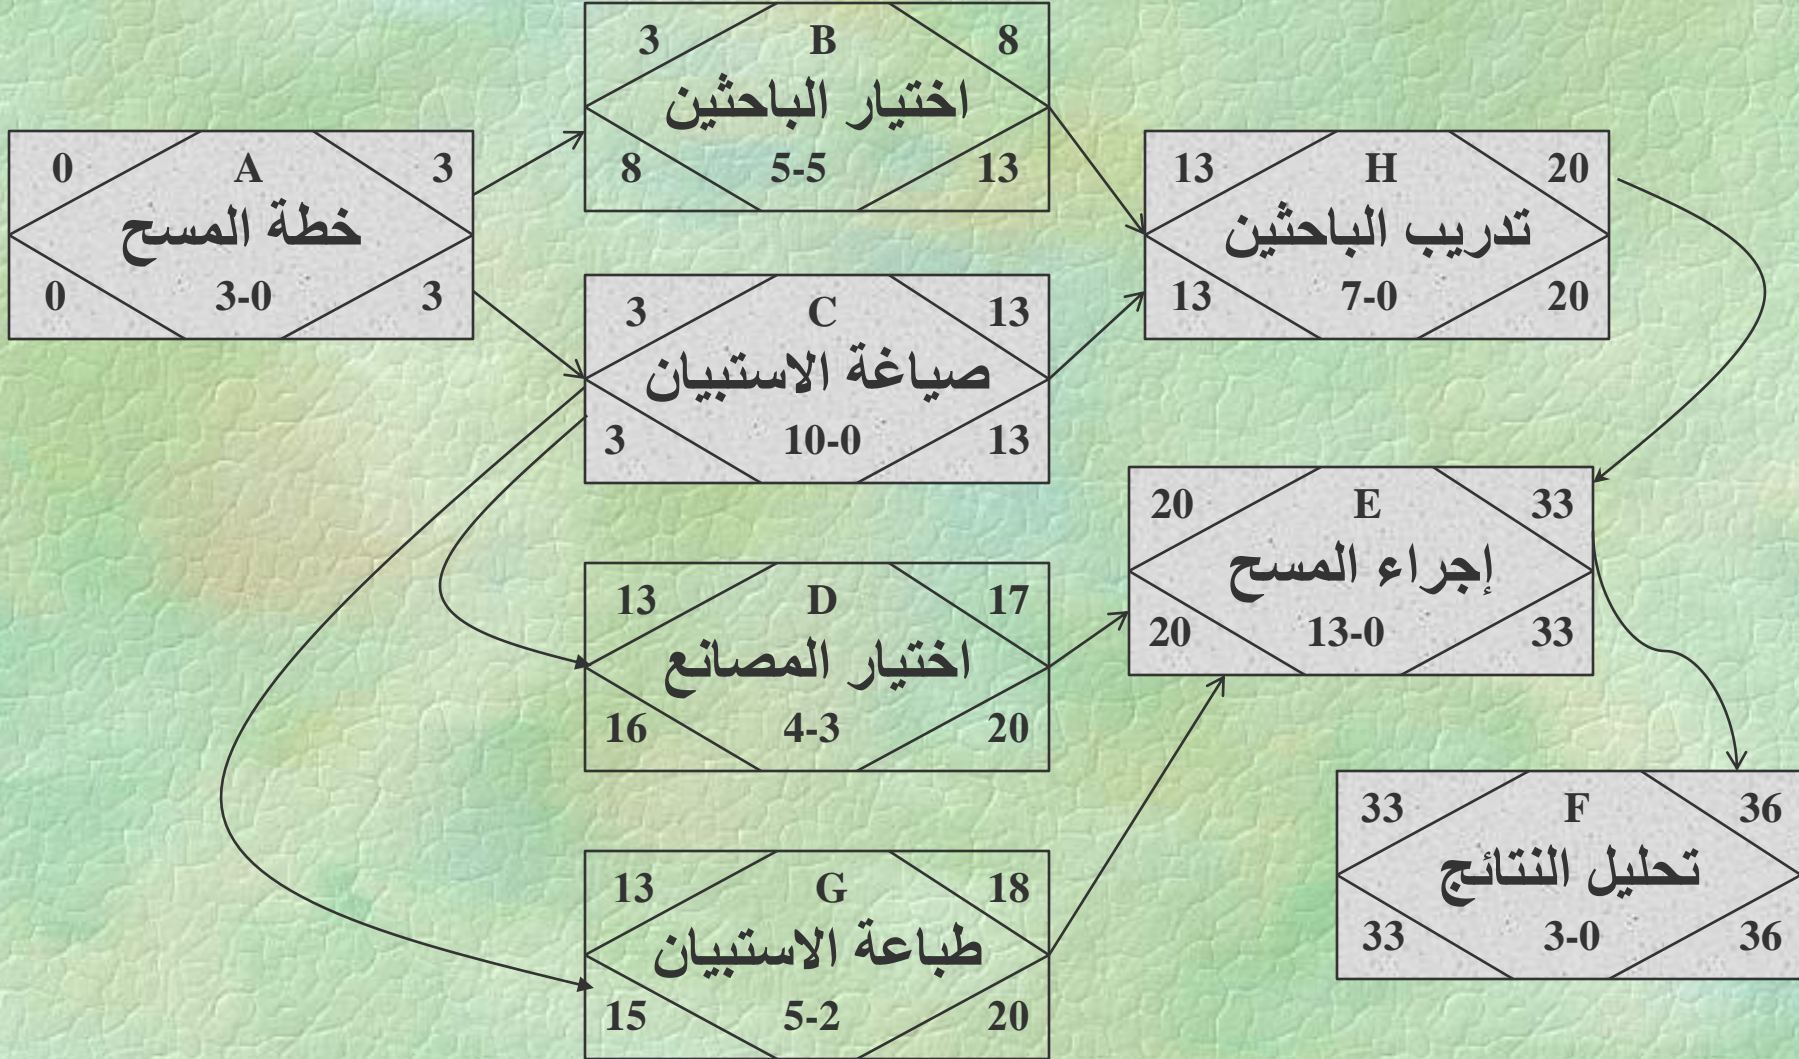 0 A 3
خطة المسح
0 3-0 3
3 B 8
اختيار الباحثين
8 5-5 13
3 C 13
صياغة الاستبيان
3 10-0 13
13 D 17
اختيار المصانع
16 4-3 20
13 G 18
طباعة الاستبيان
15 5-2 20
13 H 20
تدريب الباحثين
13 7-0 20
20 E 33
إجراء المسح
20 13-0 33
33 F 36
تحليل النتائج
33 3-0 36